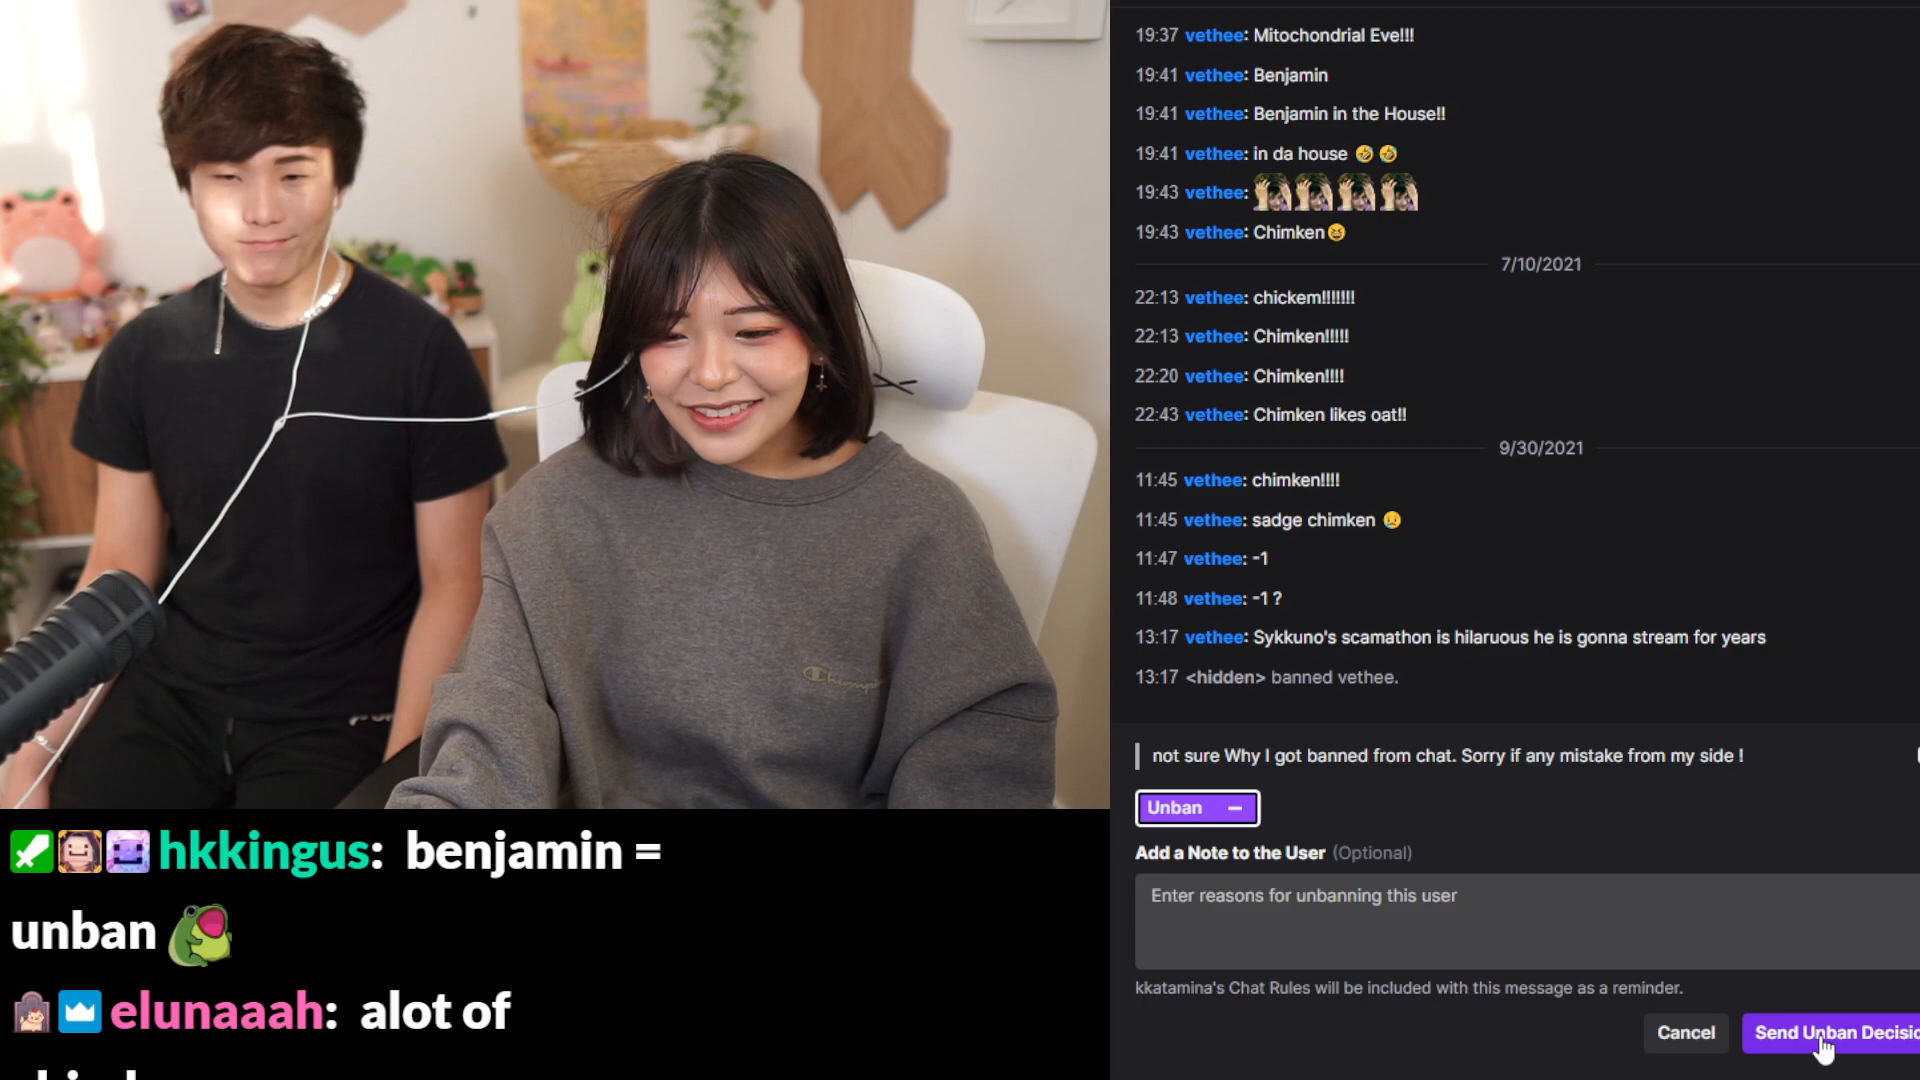 19:37 vethee: Mitochondrial Eve!!!
19:41 vethee: Benjamin
19:41 vethee: Benjamin in the House!!
19:41 vethee: in da house 🤣 🤣
19:43 vethee:
19:43 vethee: Chimken😆
7/10/2021
22:13 vethee: chickem!!!!!!!
22:13 vethee: Chimken!!!!!
22:20 vethee: Chimken!!!!
22:43 vethee: Chimken likes oat!!
9/30/2021
11:45 vethee: chimken!!!!
11:45 vethee: sadge chimken 😥
11:47 vethee: -1
11:48 vethee: -1 ?
13:17 vethee: Sykkuno's scamathon is hilaruous he is gonna stream for years
13:17 <hidden> banned vethee.
not sure Why I got banned from chat. Sorry if any mistake from my side !
Unban
Add a Note to the User (Optional)
Enter reasons for unbanning this user
kkatamina's Chat Rules will be included with this message as a reminder.
Cancel
Send Unban Decisio
Champ
hkkingus: benjamin =
unban
elunaaah: alot of